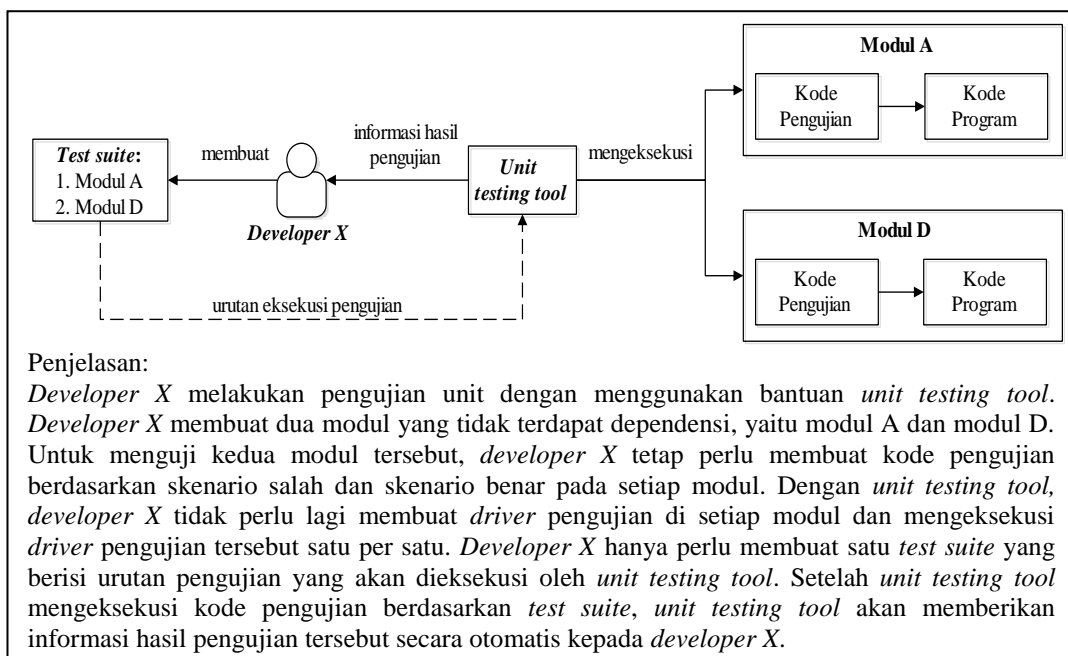 Modul A
Kode
Pengujian
Kode
Program
informasi hasil
pengujian
membuat
mengeksekusi
Test suite:
1. Modul A
2. Modul D
Unit
testing tool
Developer X
Modul D
Kode
Pengujian
Kode
Program
urutan eksekusi pengujian
Penjelasan:
Developer X melakukan pengujian unit dengan menggunakan bantuan unit testing tool.
Developer X membuat dua modul yang tidak terdapat dependensi, yaitu modul A dan modul D.
Untuk menguji kedua modul tersebut, developer X tetap perlu membuat kode pengujian
berdasarkan skenario salah dan skenario benar pada setiap modul. Dengan unit testing tool,
developer X tidak perlu lagi membuat driver pengujian di setiap modul dan mengeksekusi
driver pengujian tersebut satu per satu. Developer X hanya perlu membuat satu test suite yang
berisi urutan pengujian yang akan dieksekusi oleh unit testing tool. Setelah unit testing tool
mengeksekusi kode pengujian berdasarkan test suite, unit testing tool akan memberikan
informasi hasil pengujian tersebut secara otomatis kepada developer X.